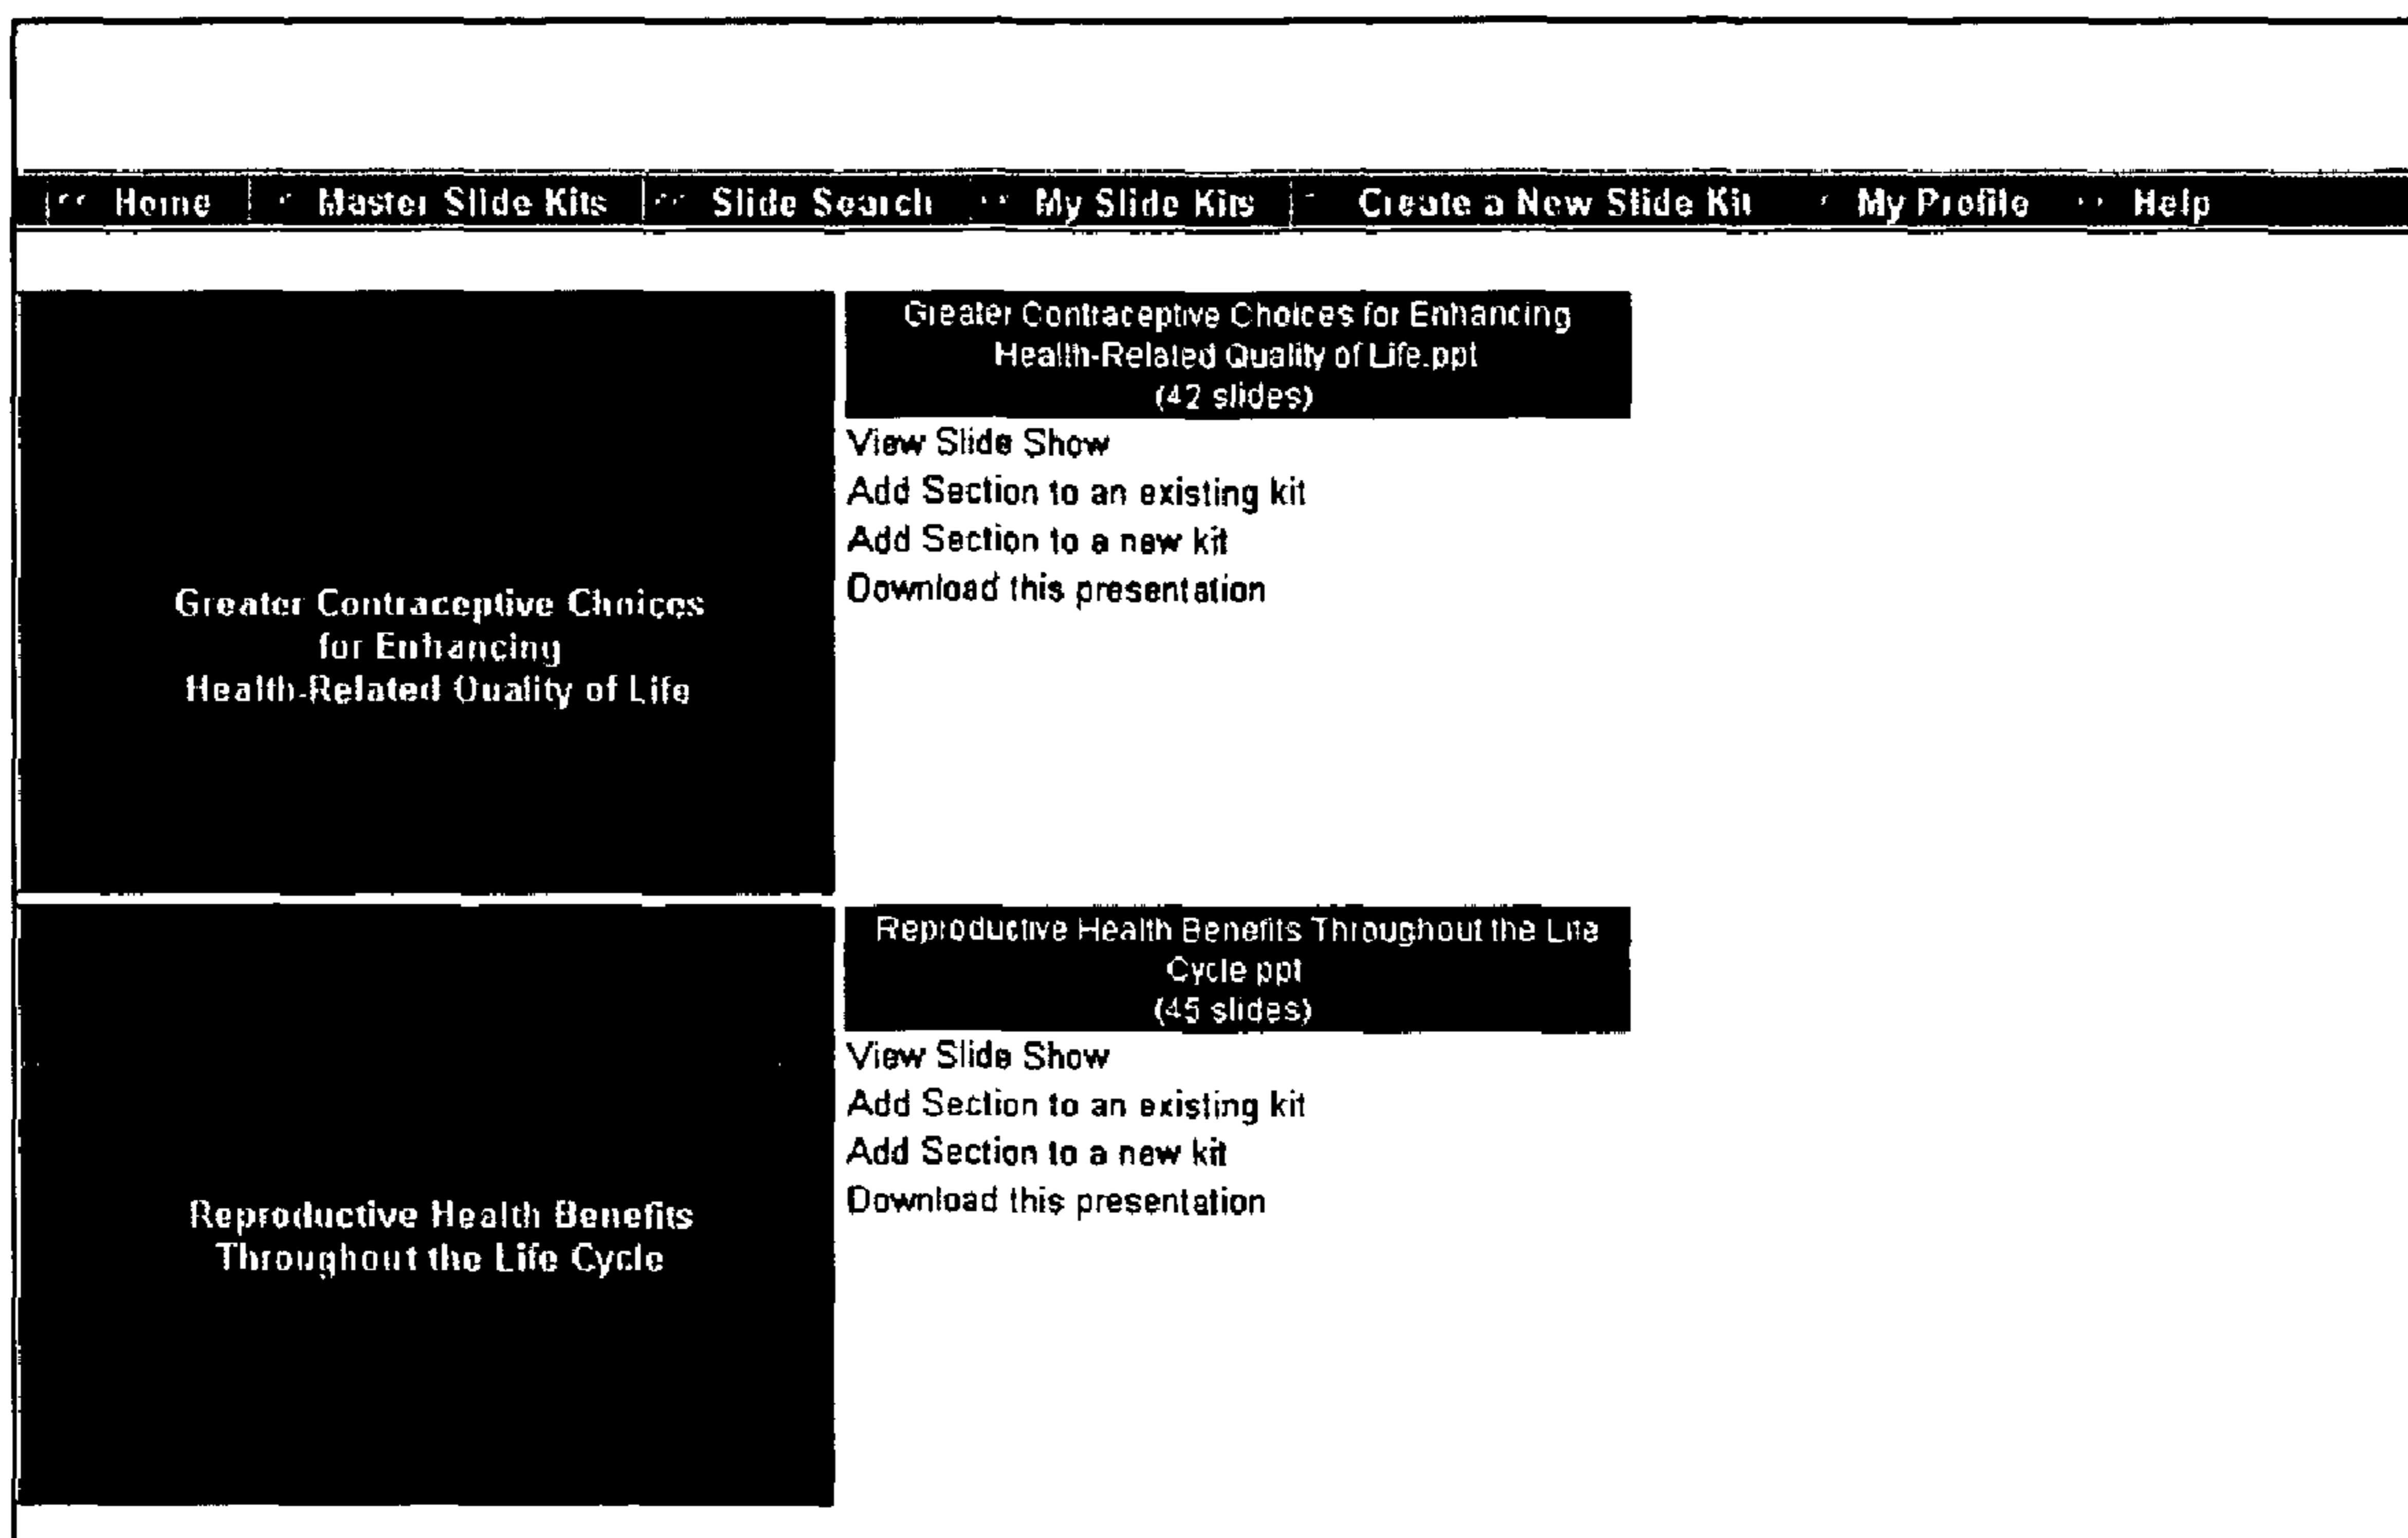 Home Master Slide Kits Slide Search My Slide Kits Create a New Slide Kit My Profile Help
Greater Contraceptive Choices for Enhancing
Health-Related Quality of Life.ppt
(42 slides)
View Slide Show
Add Section to an existing kit
Add Section to a new kit
Download this presentation
Greater Contraceptive Choices
for Enhancing
Health-Related Quality of Life
Reproductive Health Benefits Throughout the Life
Cycle.ppt
(45 slides)
View Slide Show
Add Section to an existing kit
Add Section to a new kit
Download this presentation
Reproductive Health Benefits
Throughout the Life Cycle